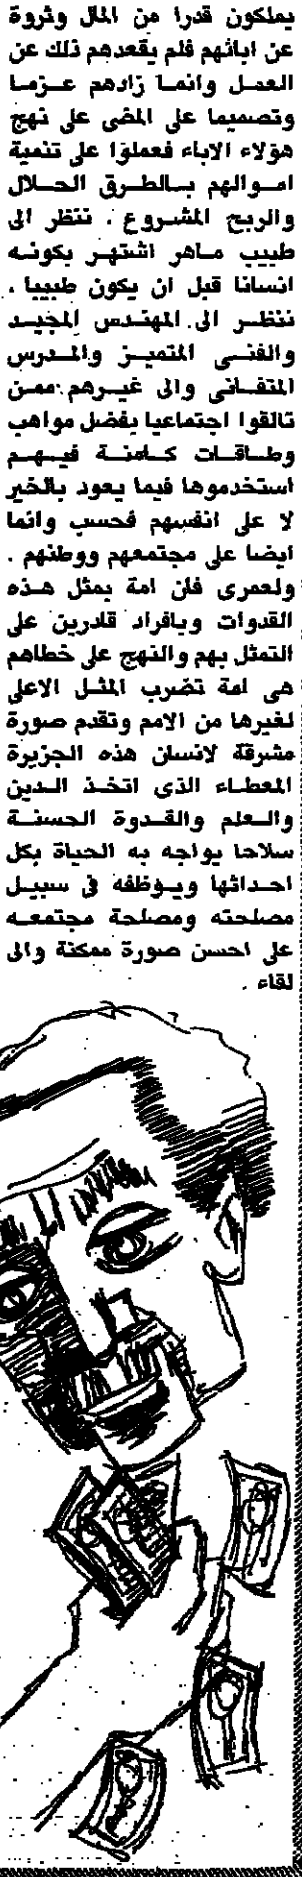 يملكون قدرا من المال وثروة
عن ابائهم فلم يقعدهم ذلك عن
العمل وانما زادهم عزما
وتصميما على المضى على نهج
هؤلاء الاباء فعملوا على تنمية
اموالهم بالطرق الحلال
والربح المشروع . ننظر الى
طبيب ماهر اشتهر بكونه
انسانا قبل ان يكون طبيبا .
ننظر الى المهندس المجيد
والفنى المتميز والمدرس
المتفانى والى غيرهم ممن
تالقوا اجتماعيا بفضل مواهب
وطاقات كامنة فيهم
استخدموها فيما يعود بالخير
لا على انفسهم فحسب وانما
ايضا على مجتمعهم ووطنهم .
ولعمرى فان امة بمثل هذه
القدوات وبافراد قادرين على
التمثل بهم والنهج على خطاهم
هى امة تضرب المثل الاعلى
لغيرها من الامم وتقدم صورة
مشرقة لانسان هذه الجزيرة
المعطاء الذى اتخذ الدين
والعلم والقدوة الحسنة
سلاحا يواجه به الحياة بكل
احداثها ويوظفه في سبيل
مصلحته ومصلحة مجتمعه
على احسن صورة ممكنة والى
لقاء .